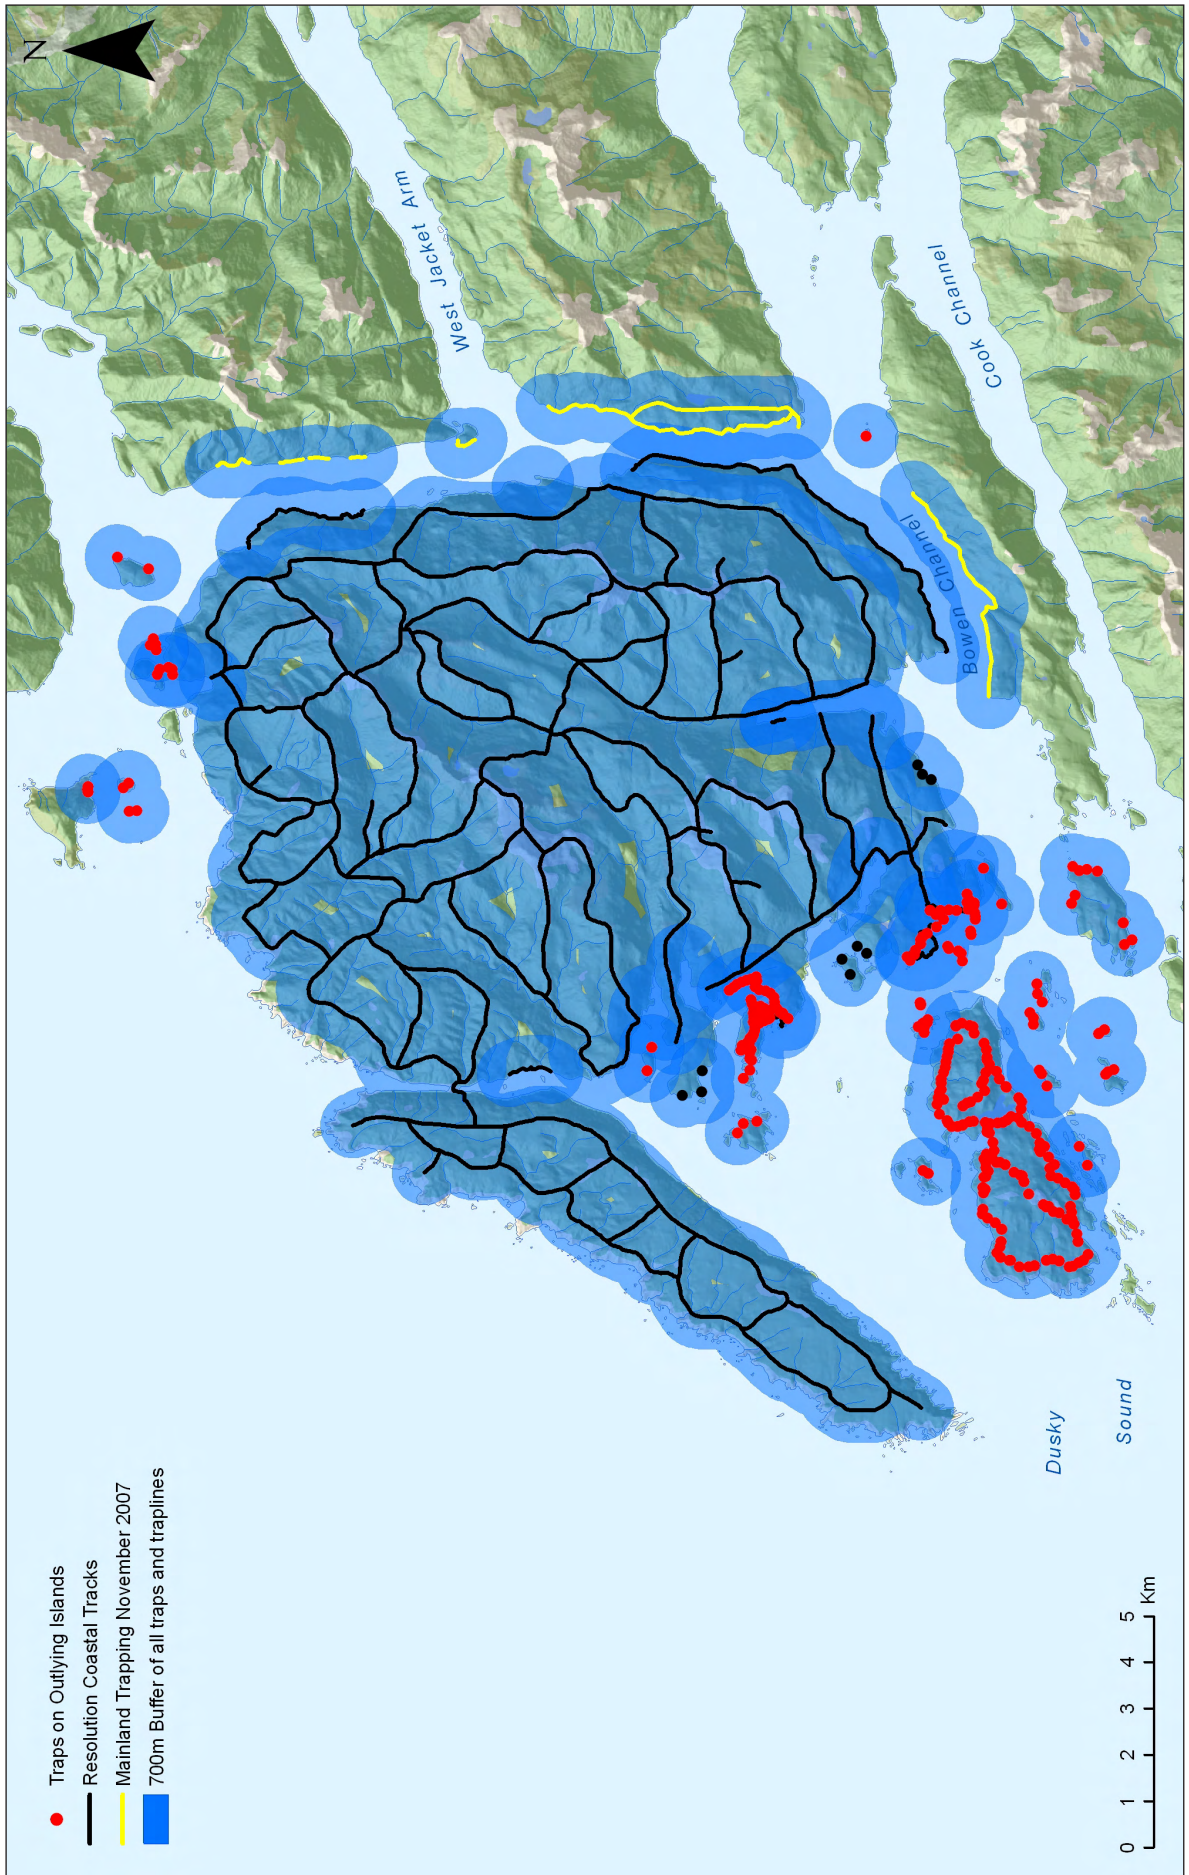 N
West Jacket Arm
Cook Channel
Bowen Channel
Dusky
Sound
Traps on Outlying Islands
Resolution Coastal Tracks
Mainland Trapping November 2007
700m Buffer of all traps and traplines
0 1 2 3 4 5
Km